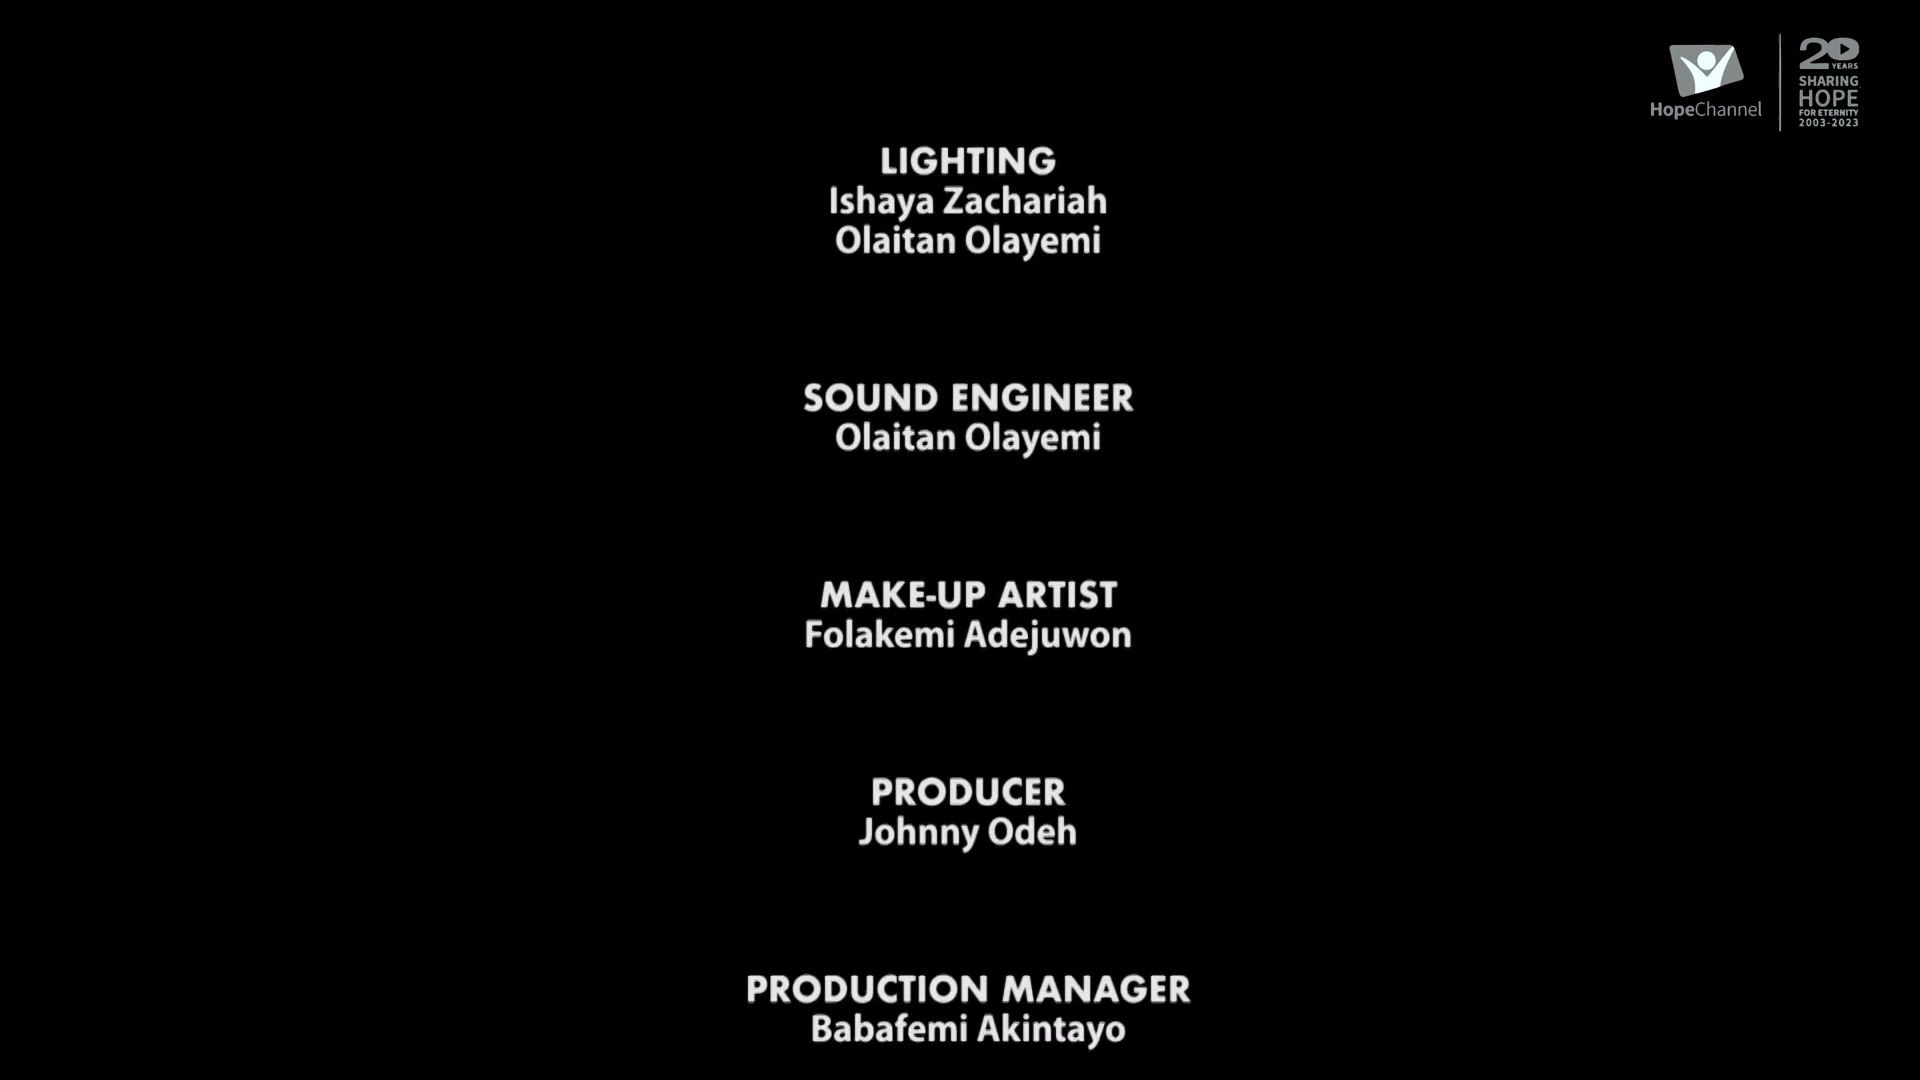 HopeChannel
20
YEARS
SHARING
HOPE
FOR ETERNITY
2003-2023
LIGHTING
Ishaya Zachariah
Olaitan Olayemi
SOUND ENGINEER
Olaitan Olayemi
MAKE-UP ARTIST
Folakemi Adejuwon
PRODUCER
Johnny Odeh
PRODUCTION MANAGER
Babafemi Akintayo